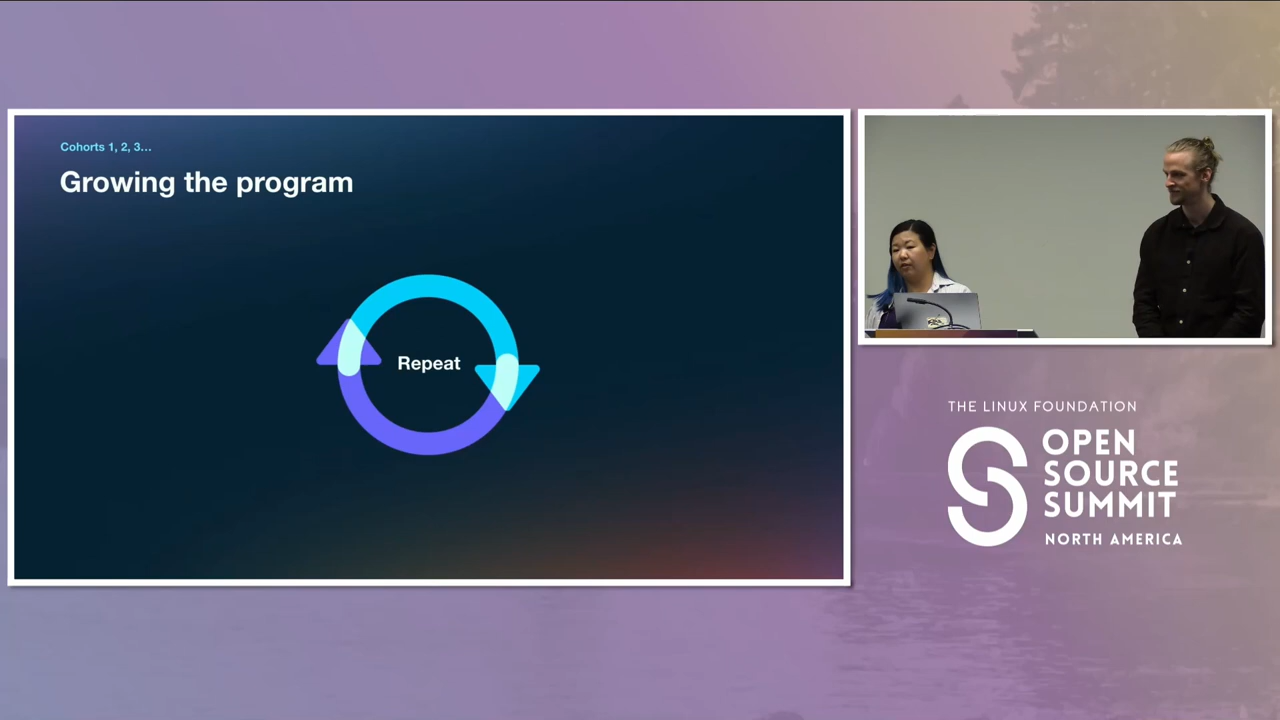 Cohorts 1, 2, 3...
Growing the program
Repeat
THE LINUX FOUNDATION
OPEN
SOURCE
SUMMIT
NORTH AMERICA